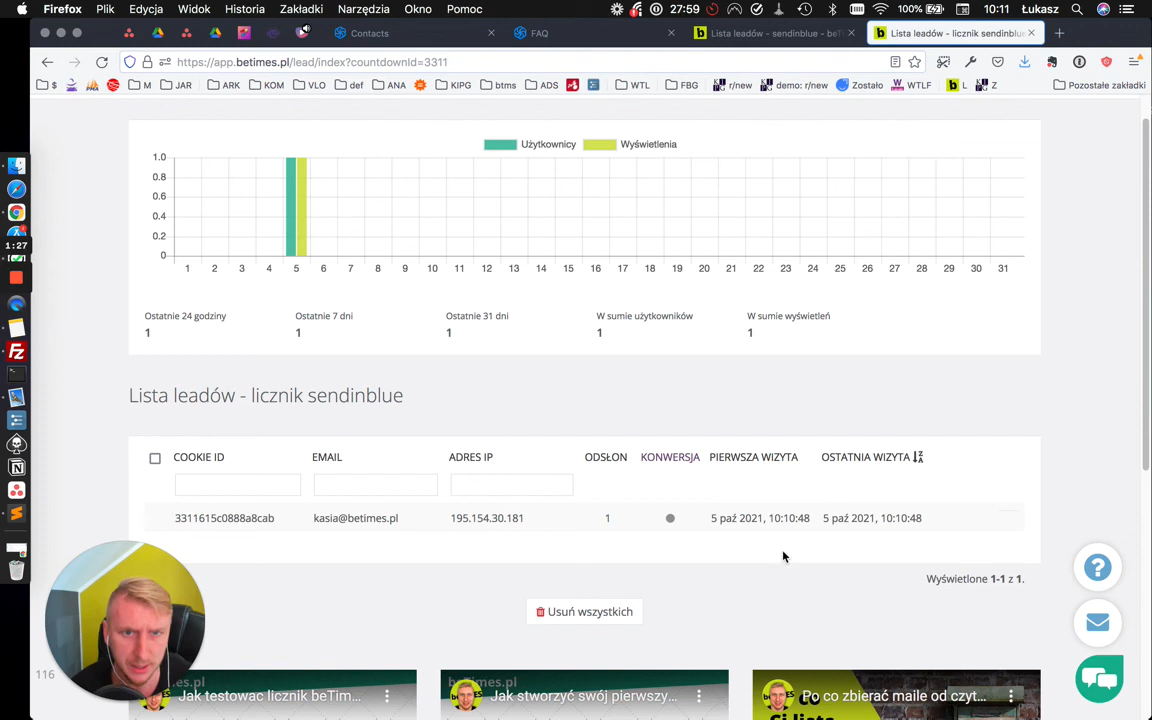 Firefox Plik Edycja Widok Historia Zakładki Narzędzia Okno Pomoc 27:59 100% 10:11 Łukasz
Contacts FAQ Lista leadów - sendinblue - beT Lista leadów - licznik sendinblue
https://app.betimes.pl/lead/index?countdownId=3311
$ M JAR ARK KOM VLO def ANA KIPG btms ADS WTL FBG r/new demo: r/new Zostało WTLF L Z Pozostałe zakładki
Użytkownicy Wyświetlenia
1.0
0.8
0.6
0.4
0.2
0
1 2 3 4 5 6 7 8 9 10 11 12 13 14 15 16 17 18 19 20 21 22 23 24 25 26 27 28 29 30 31
1:27
Ostatnie 24 godziny Ostatnie 7 dni Ostatnie 31 dni W sumie użytkowników W sumie wyświetleń
1 1 1 1 1
Lista leadów - licznik sendinblue
COOKIE ID EMAIL ADRES IP ODSŁON KONWERSJA PIERWSZA WIZYTA OSTATNIA WIZYTA
3311615c0888a8cab kasia@betimes.pl 195.154.30.181 1 5 paź 2021, 10:10:48 5 paź 2021, 10:10:48
Wyświetlone 1-1 z 1.
Usuń wszystkich
116
Jak testowac licznik beTim... Jak stworzyć swój pierwszy... Po co zbierać maile od czyt...